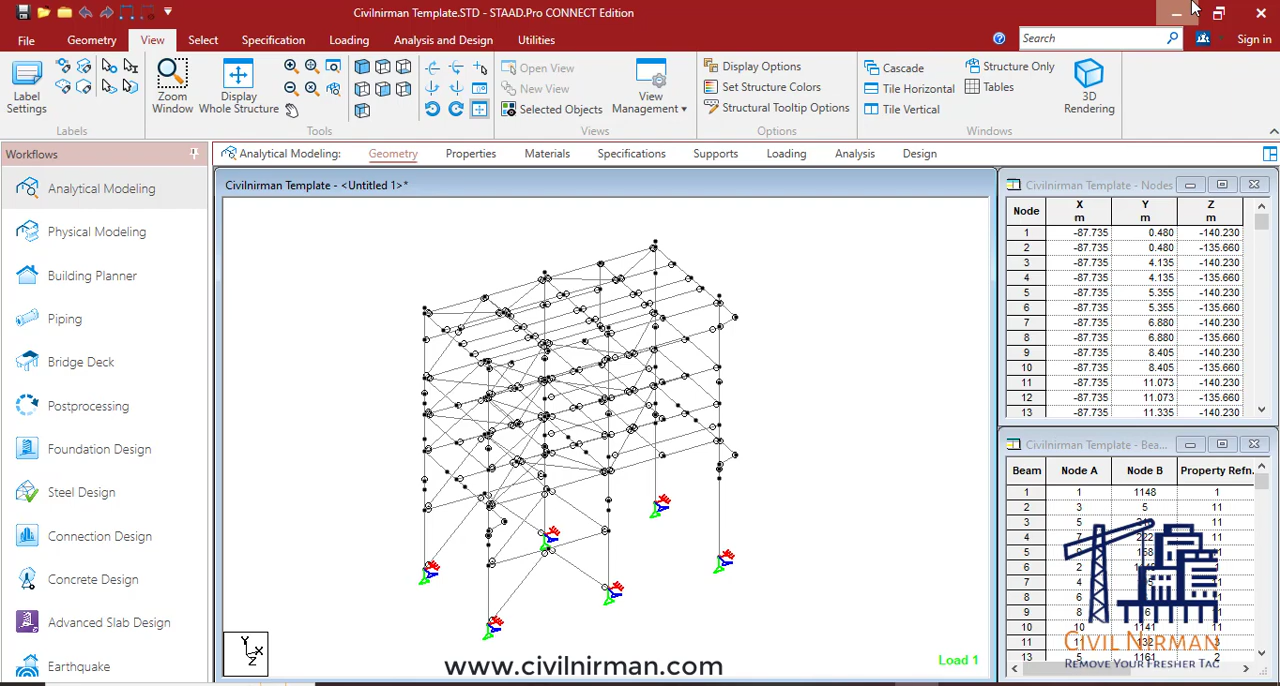 Civilnirman Template.STD - STAAD.Pro CONNECT Edition
File Geometry View Select Specification Loading Analysis and Design Utilities Search Sign in
Label Settings
Labels
Zoom Window
Display Whole Structure
Tools
Open View
New View
Selected Objects
View Management
Views
Display Options
Set Structure Colors
Structural Tooltip Options
Options
Cascade
Tile Horizontal
Tile Vertical
Structure Only
Tables
Windows
3D Rendering
Workflows
Analytical Modeling: Geometry Properties Materials Specifications Supports Loading Analysis Design
Analytical Modeling
Physical Modeling
Building Planner
Piping
Bridge Deck
Postprocessing
Foundation Design
Steel Design
Connection Design
Concrete Design
Advanced Slab Design
Earthquake
Civilnirman Template - <Untitled 1>*
Y
X
Z
Load 1
www.civilnirman.com
Civilnirman Template - Nodes
Node X m Y m Z m
1 -87.735 0.480 -140.230
2 -87.735 0.480 -135.660
3 -87.735 4.135 -140.230
4 -87.735 4.135 -135.660
5 -87.735 5.355 -140.230
6 -87.735 5.355 -135.660
7 -87.735 6.880 -140.230
8 -87.735 6.880 -135.660
9 -87.735 8.405 -140.230
10 -87.735 8.405 -135.660
11 -87.735 11.073 -140.230
12 -87.735 11.073 -135.660
13 -87.735 11.335 -140.230
Civilnirman Template - Bea...
Beam Node A Node B Property Refn.
1 1 1148 1
2 3 5 11
3 5 11
4 11
5 11
6 2 11
7 4 11
8 6 11
9 8 11
10 10 1141 11
11 11 132
13 5 1161 2
CIVIL NIRMAN
REMOVE YOUR FRESHER TAG